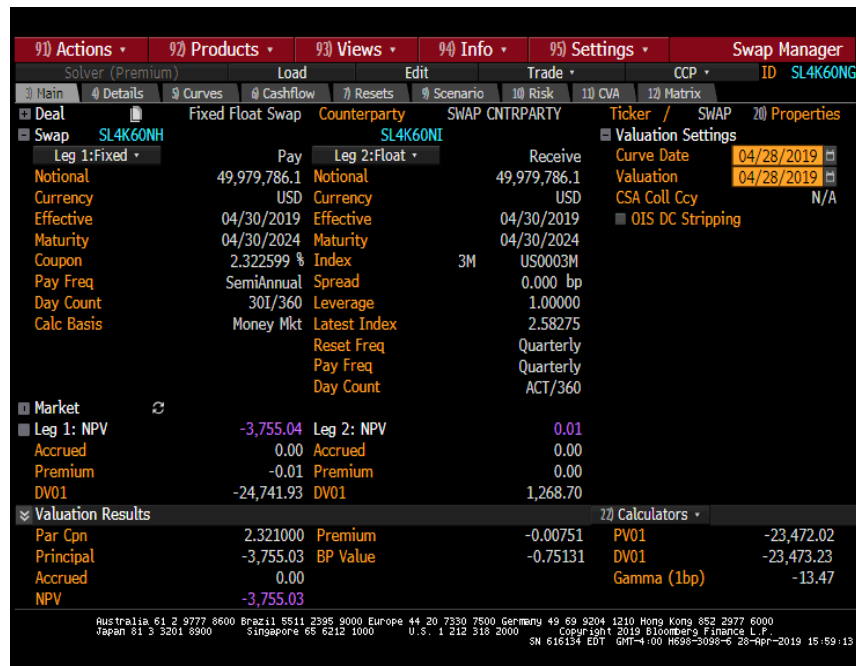 91) Actions 92) Products 93) Views 94) Info 95) Settings Swap Manager
Solver (Premium) Load Edit Trade CCP ID SL4K60NG
3) Main 4) Details 5) Curves 6) Cashflow 7) Resets 9) Scenario 10) Risk 11) CVA 12) Matrix
Deal Fixed Float Swap Counterparty SWAP CNTRPARTY Ticker / SWAP 20) Properties
Swap SL4K60NH SL4K60NI Valuation Settings
Leg 1:Fixed Pay Leg 2:Float Receive Curve Date 04/28/2019
Notional 49,979,786.1 Notional 49,979,786.1 Valuation 04/28/2019
Currency USD Currency USD CSA Coll Ccy N/A
Effective 04/30/2019 Effective 04/30/2019 OIS DC Stripping
Maturity 04/30/2024 Maturity 04/30/2024
Coupon 2.322599 % Index 3M US0003M
Pay Freq SemiAnnual Spread 0.000 bp
Day Count 30I/360 Leverage 1.00000
Calc Basis Money Mkt Latest Index 2.58275
Reset Freq Quarterly
Pay Freq Quarterly
Day Count ACT/360
Market
Leg 1: NPV -3,755.04 Leg 2: NPV 0.01
Accrued 0.00 Accrued 0.00
Premium -0.01 Premium 0.00
DV01 -24,741.93 DV01 1,268.70
Valuation Results 22) Calculators
Par Cpn 2.321000 Premium -0.00751 PV01 -23,472.02
Principal -3,755.03 BP Value -0.75131 DV01 -23,473.23
Accrued 0.00 Gamma (1bp) -13.47
NPV -3,755.03
Australia 61 2 9777 8600 Brazil 5511 2395 9000 Europe 44 20 7330 7500 Germany 49 69 9204 1210 Hong Kong 852 2977 6000
Japan 81 3 3201 8900 Singapore 65 6212 1000 U.S. 1 212 318 2000 Copyright 2019 Bloomberg Finance L.P.
SN 616134 EDT GMT-4:00 H698-3098-6 28-Apr-2019 15:59:13